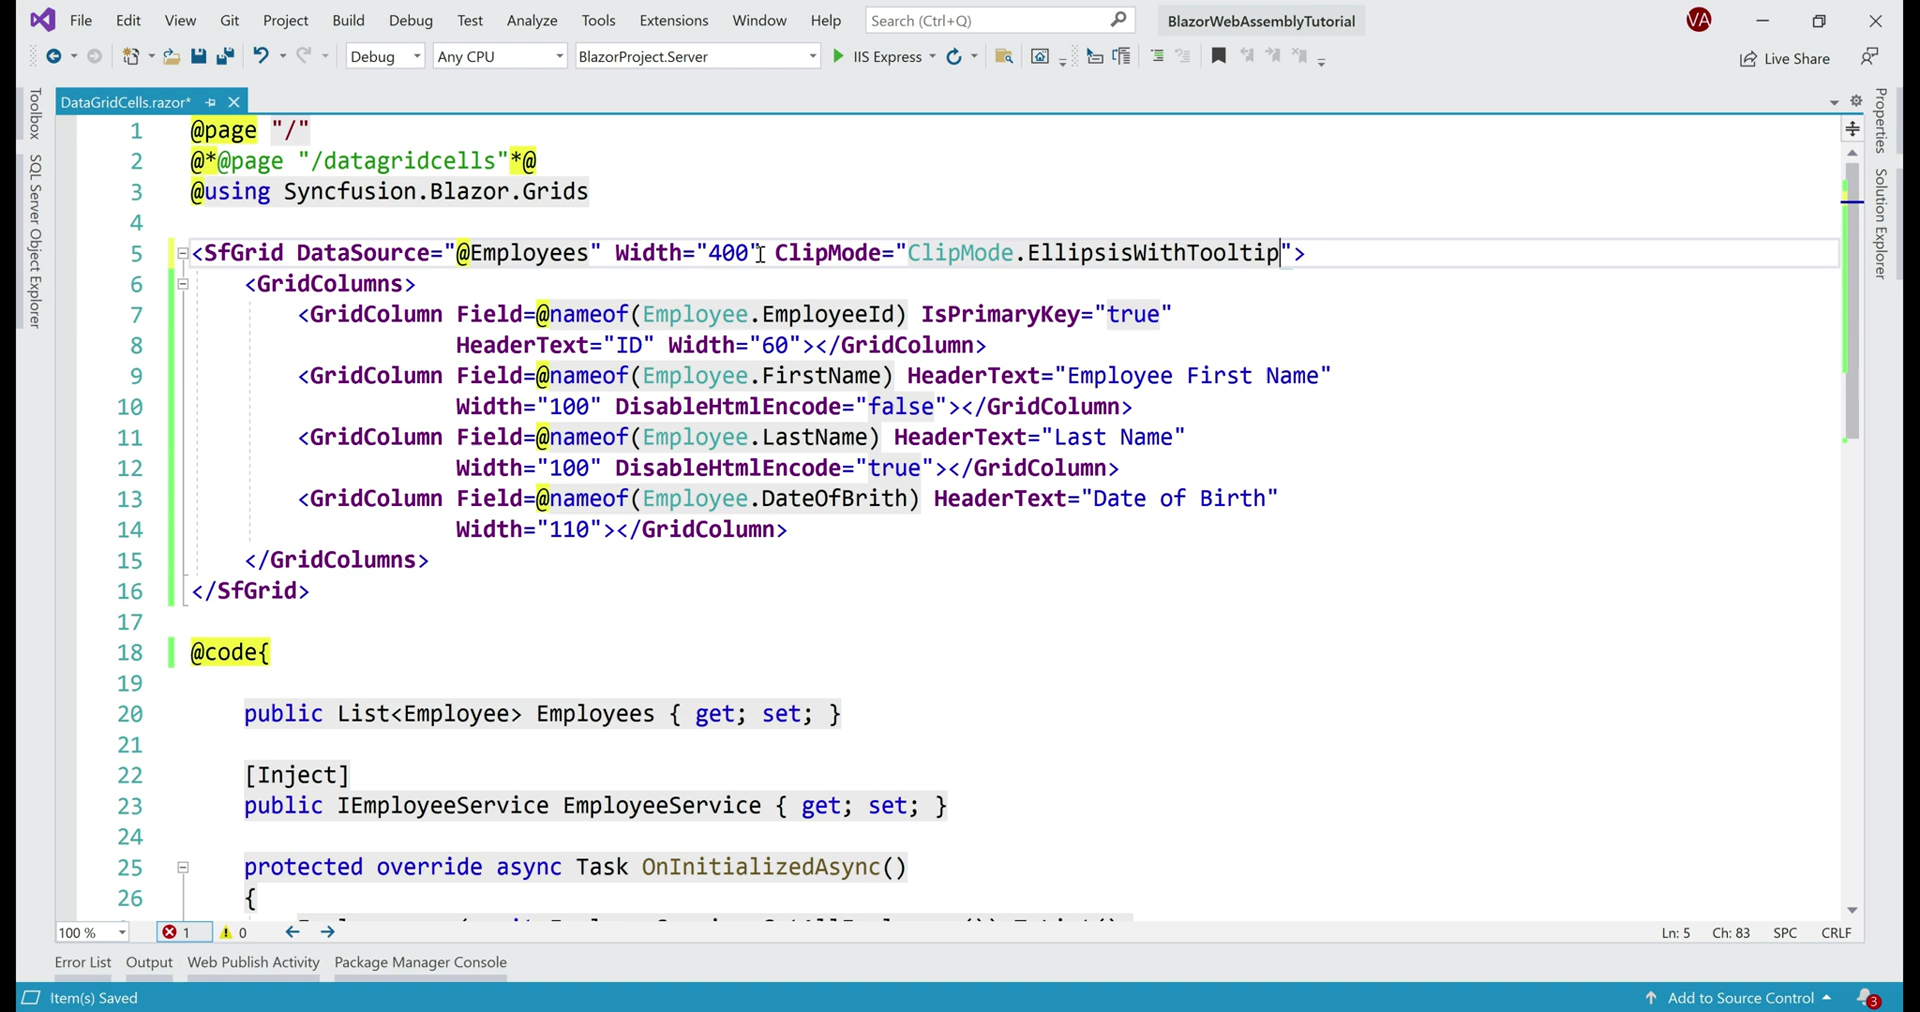 File Edit View Git Project Build Debug Test Analyze Tools Extensions Window Help Search (Ctrl+Q) BlazorWebAssemblyTutorial VA
Debug Any CPU BlazorProject.Server IIS Express Live Share
DataGridCells.razor*
Toolbox
SQL Server Object Explorer
Properties
Solution Explorer
1 @page "/"
2 @*@page "/datagridcells"*@
3 @using Syncfusion.Blazor.Grids
4
5 <SfGrid DataSource="@Employees" Width="400" ClipMode="ClipMode.EllipsisWithTooltip">
6 <GridColumns>
7 <GridColumn Field=@nameof(Employee.EmployeeId) IsPrimaryKey="true"
8 HeaderText="ID" Width="60"></GridColumn>
9 <GridColumn Field=@nameof(Employee.FirstName) HeaderText="Employee First Name"
10 Width="100" DisableHtmlEncode="false"></GridColumn>
11 <GridColumn Field=@nameof(Employee.LastName) HeaderText="Last Name"
12 Width="100" DisableHtmlEncode="true"></GridColumn>
13 <GridColumn Field=@nameof(Employee.DateOfBrith) HeaderText="Date of Birth"
14 Width="110"></GridColumn>
15 </GridColumns>
16 </SfGrid>
17
18 @code{
19
20 public List<Employee> Employees { get; set; }
21
22 [Inject]
23 public IEmployeeService EmployeeService { get; set; }
24
25 protected override async Task OnInitializedAsync()
26 {
100 % 1 0 Ln: 5 Ch: 83 SPC CRLF
Error List Output Web Publish Activity Package Manager Console
Item(s) Saved Add to Source Control 3